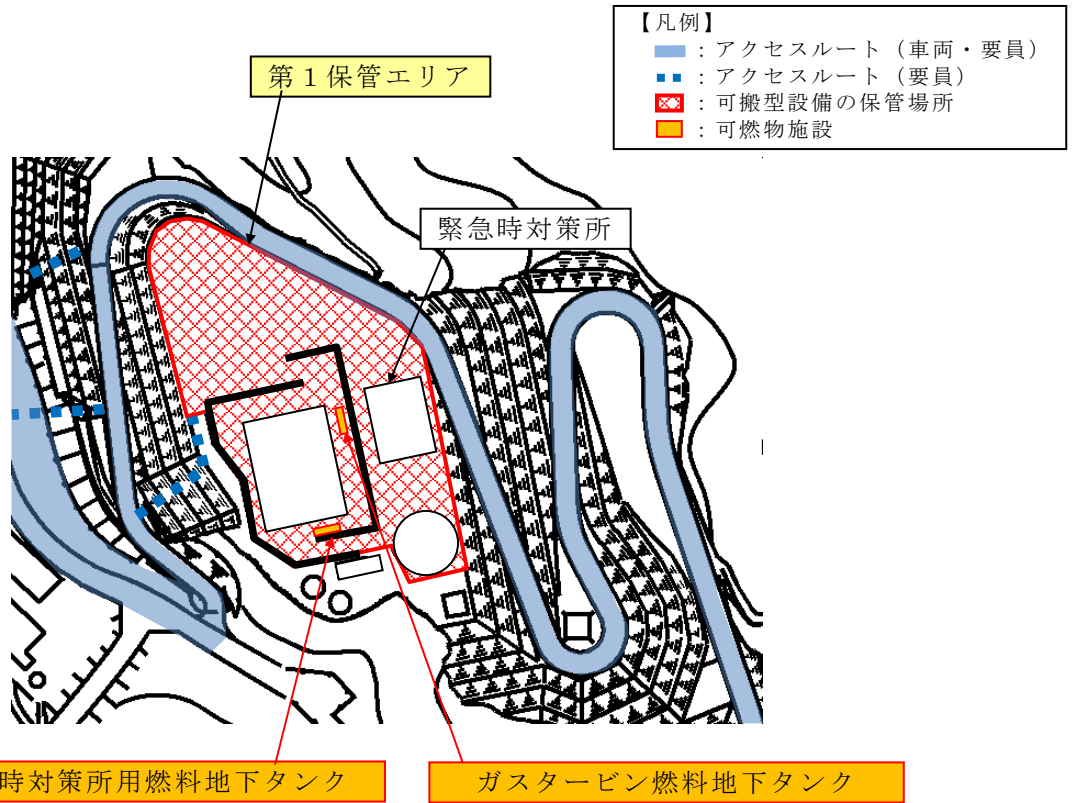 【凡例】
：アクセスルート（車両・要員）
：アクセスルート（要員）
：可搬型設備の保管場所
：可燃物施設
第１保管エリア
緊急時対策所
時対策所用燃料地下タンク
ガスタービン燃料地下タンク